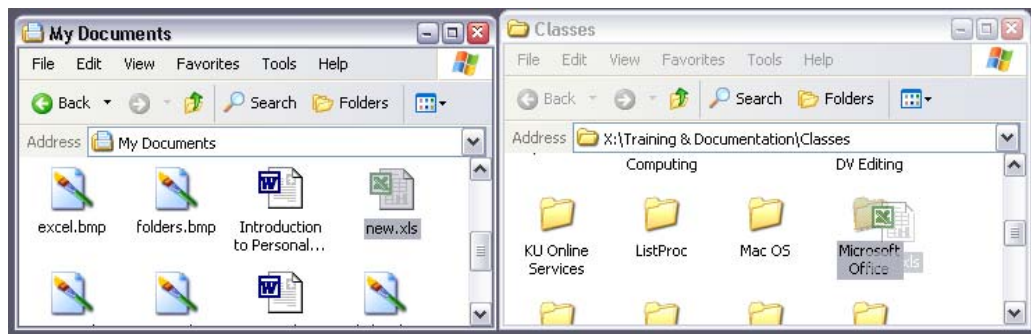 My Documents
File Edit View Favorites Tools Help
Back Search Folders
Address My Documents
excel.bmp folders.bmp Introduction to Personal... new.xls
Classes
File Edit View Favorites Tools Help
Back Search Folders
Address X:\Training & Documentation\Classes
Computing DV Editing
KU Online Services ListProc Mac OS Microsoft Office xls